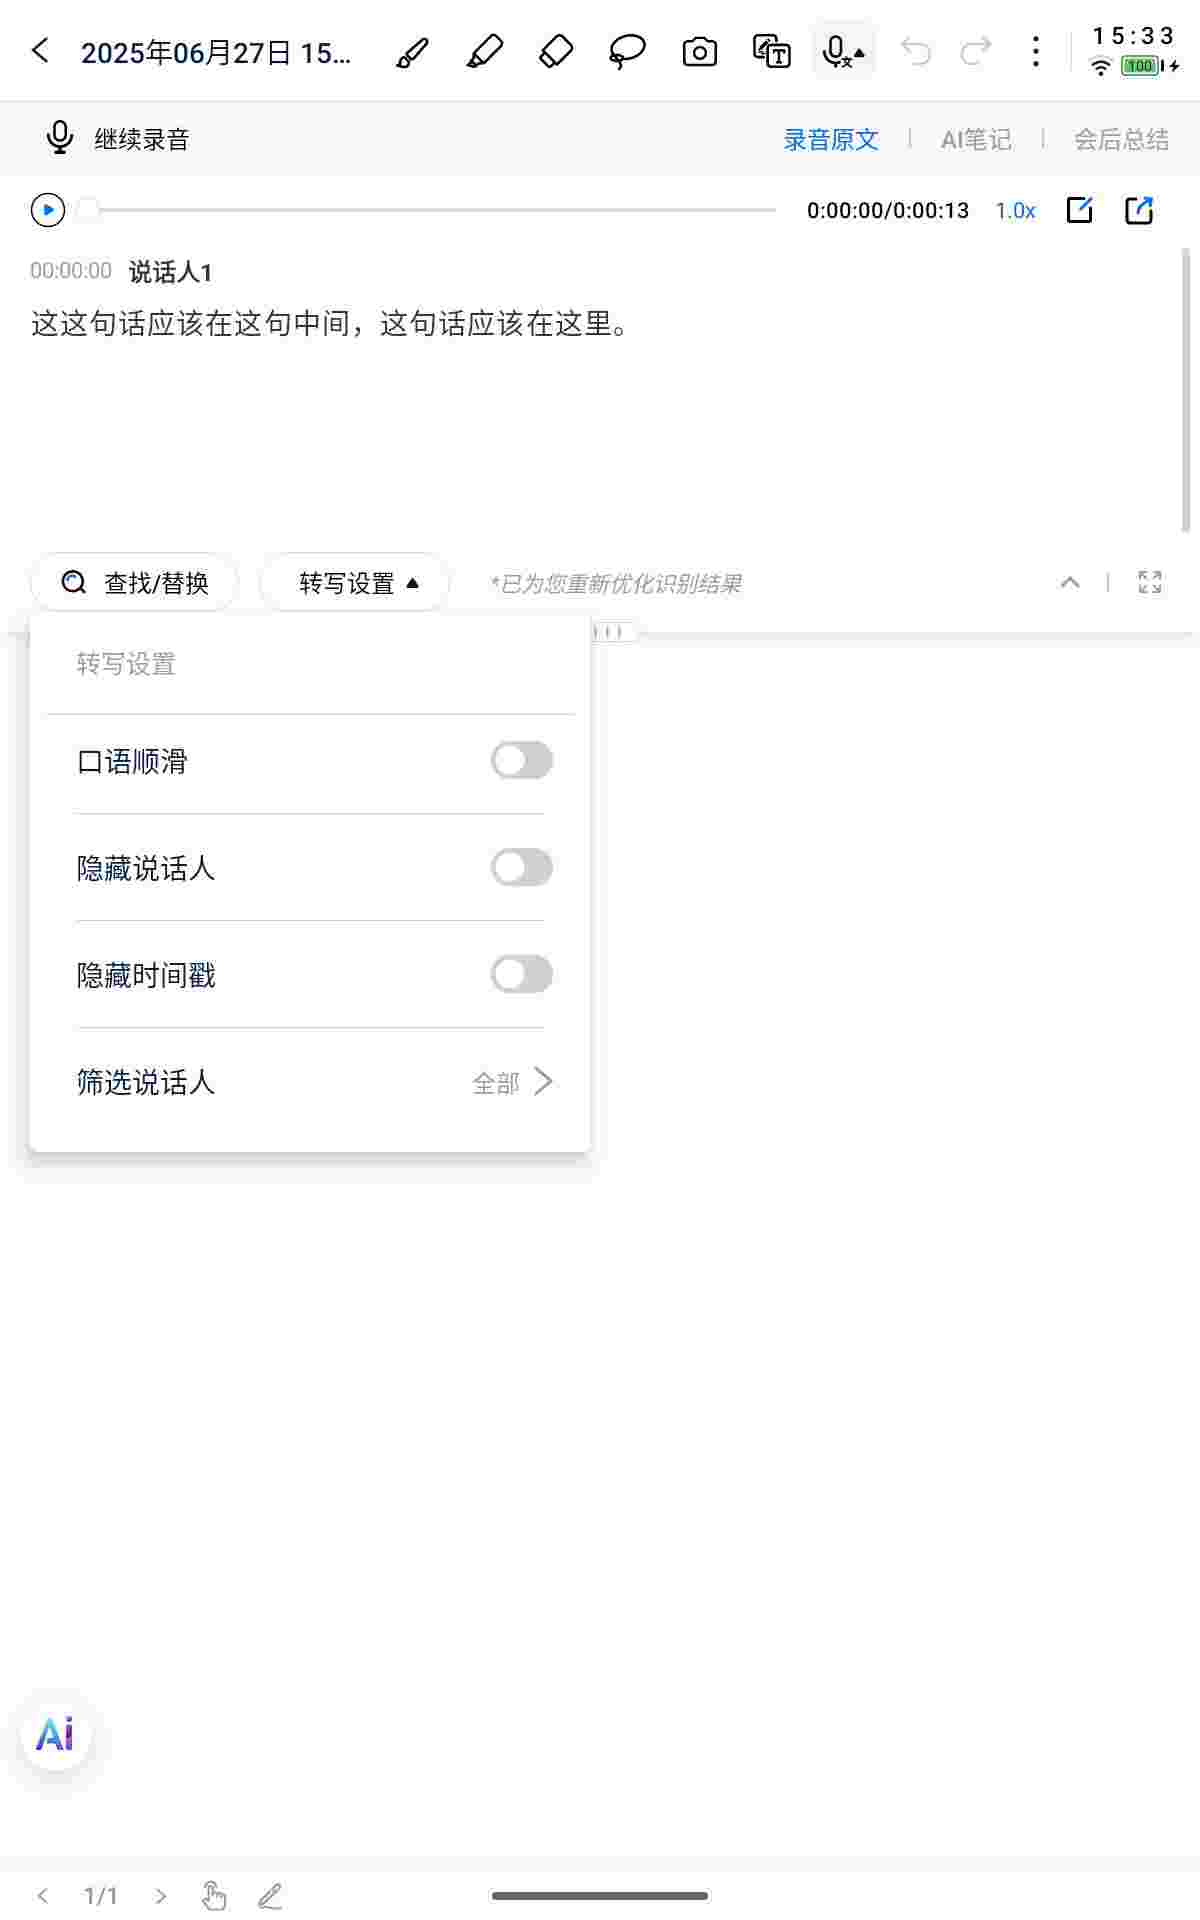 2025年06月27日 15...
15:33
100
继续录音
录音原文 | AI笔记 | 会后总结
0:00:00/0:00:13 1.0x
00:00:00 说话人1
这这句话应该在这句中间，这句话应该在这里。
查找/替换 转写设置 *已为您重新优化识别结果
转写设置
口语顺滑
隐藏说话人
隐藏时间戳
筛选说话人 全部
Ai
1/1